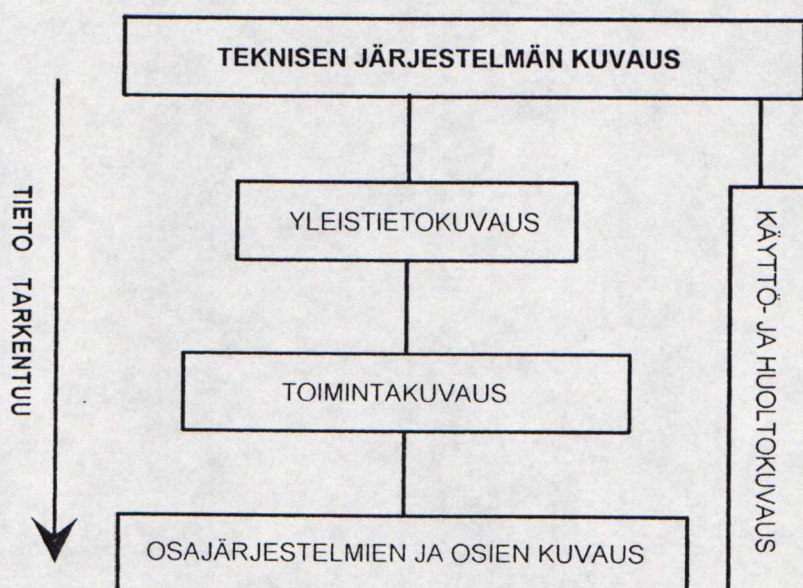 TEKNISEN JÄRJESTELMÄN KUVAUS
TIETO TARKENTUU
YLEISTIETOKUVAUS
KÄYTTÖ- JA HUOLTOKUVAUS
TOIMINTAKUVAUS
OSAJÄRJESTELMIEN JA OSIEN KUVAUS